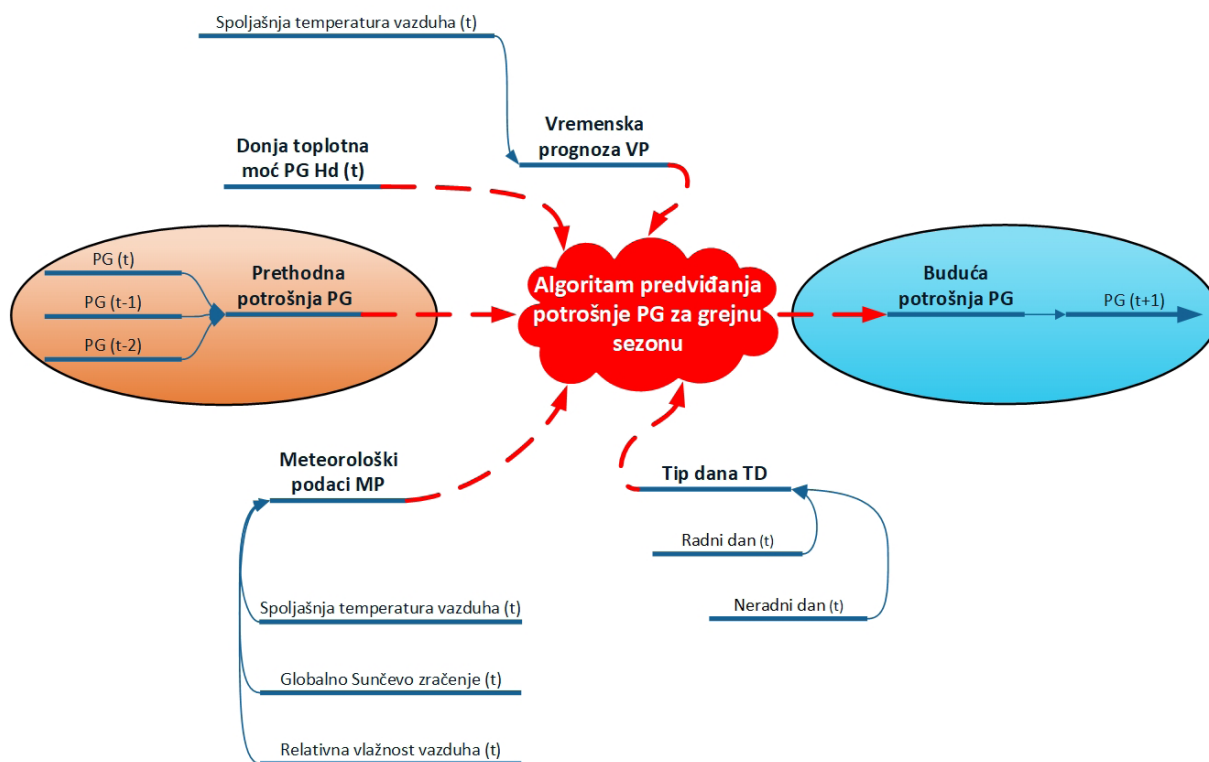 Spoljašnja temperatura vazduha (t)
Vremenska
prognoza VP
Donja toplotna
moć PG Hd (t)
PG (t)
PG (t-1)
PG (t-2)
Prethodna
potrošnja PG
Algoritam predviđanja
potrošnje PG za grejnu
sezonu
Buduća
potrošnja PG
PG (t+1)
Meteorološki
podaci MP
Spoljašnja temperatura vazduha (t)
Globalno Sunčevo zračenje (t)
Relativna vlažnost vazduha (t)
Tip dana TD
Radni dan (t)
Neradni dan (t)